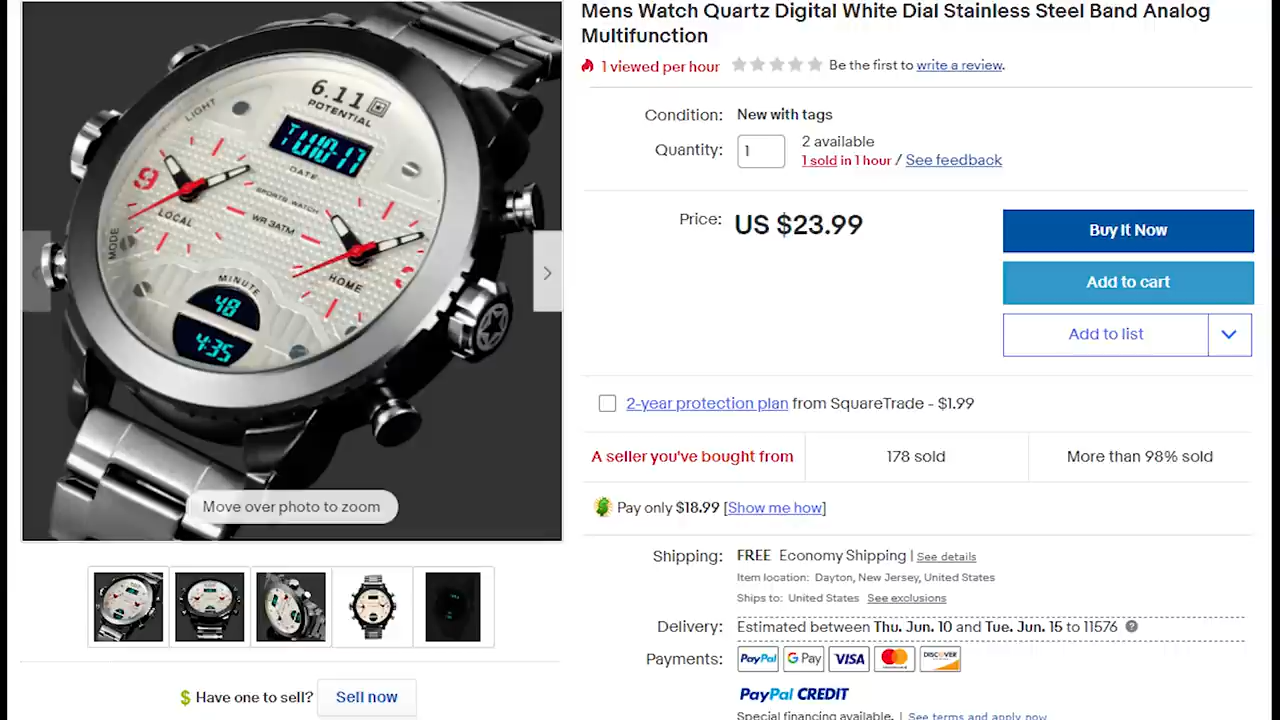 Mens Watch Quartz Digital White Dial Stainless Steel Band Analog
Multifunction
1 viewed per hour
Be the first to write a review.
Condition: New with tags
Quantity: 1
2 available
1 sold in 1 hour / See feedback
Price: US $23.99
Buy It Now
Add to cart
Add to list
2-year protection plan from SquareTrade - $1.99
A seller you've bought from
178 sold
More than 98% sold
Pay only $18.99 [Show me how]
Shipping: FREE Economy Shipping | See details
Item location: Dayton, New Jersey, United States
Ships to: United States See exclusions
Delivery: Estimated between Thu. Jun. 10 and Tue. Jun. 15 to 11576 ?
Payments: PayPal G Pay VISA MasterCard DISCOVER
PayPal CREDIT
Special financing available. | See terms and apply now
6.11
POTENTIAL
LIGHT
DATE
SPORTS WATCH
WR 3ATM
9
LOCAL
MODE
HOME
MINUTE
48
4:35
Move over photo to zoom
$ Have one to sell? Sell now